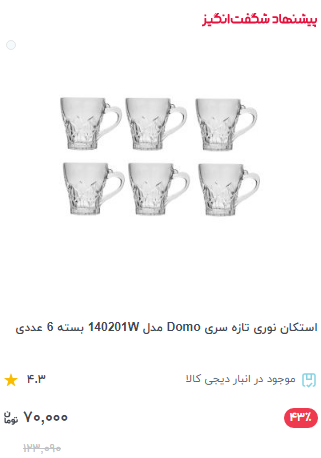 پیشنهاد شگفت‌انگیز
استکان نوری تازه سری Domo مدل 140201W بسته 6 عددی
موجود در انبار دیجی کالا ۴.۳
۴۳٪ ۷۰,۰۰۰ تومان
۱۲۳,۰۹۰